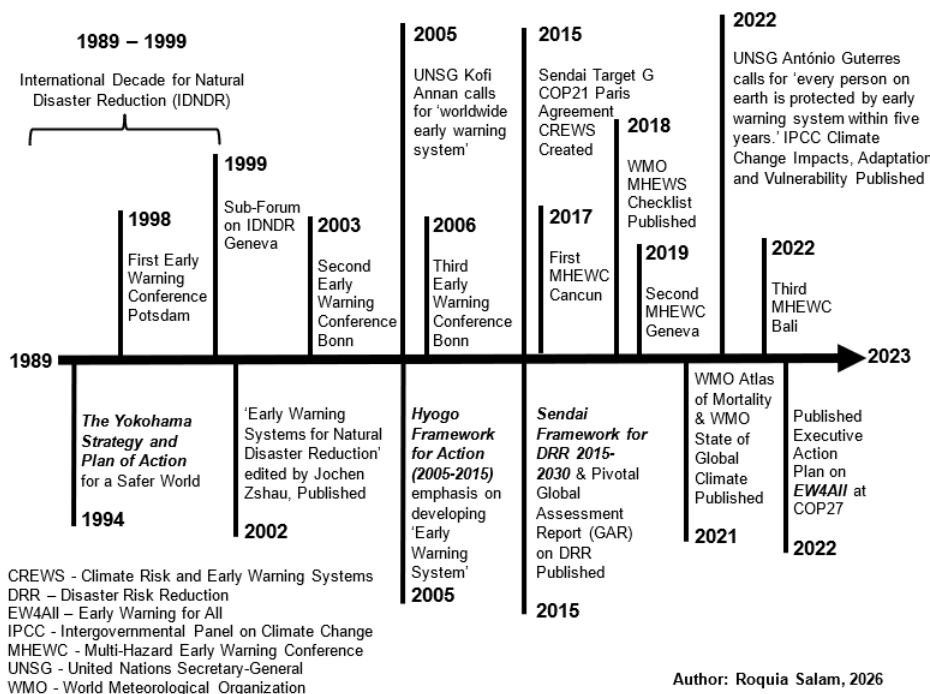 1989 – 1999
International Decade for Natural
Disaster Reduction (IDNDR)
1998
First Early
Warning
Conference
Potsdam
1999
Sub-Forum
on IDNDR
Geneva
2003
Second
Early
Warning
Conference
Bonn
2005
UNSG Kofi
Annan calls
for ‘worldwide
early warning
system’
2006
Third
Early
Warning
Conference
Bonn
2015
Sendai Target G
COP21 Paris
Agreement
CREWS
Created
2017
First
MHEWC
Cancun
2018
WMO
MHEWS
Checklist
Published
2019
Second
MHEWC
Geneva
2022
UNSG António Guterres
calls for ‘every person on
earth is protected by early
warning system within five
years.’ IPCC Climate
Change Impacts, Adaptation
and Vulnerability Published
2022
Third
MHEWC
Bali
1989
2023
The Yokohama
Strategy and
Plan of Action
for a Safer World
1994
‘Early Warning
Systems for Natural
Disaster Reduction’
edited by Jochen
Zshau, Published
2002
Hyogo
Framework
for Action
(2005-2015)
emphasis on
developing
‘Early
Warning
System’
2005
Sendai
Framework for
DRR 2015-
2030 & Pivotal
Global
Assessment
Report (GAR)
on DRR
Published
2015
WMO Atlas
of Mortality
& WMO
State of
Global
Climate
Published
2021
Published
Executive
Action
Plan on
EW4All at
COP27
2022
CREWS - Climate Risk and Early Warning Systems
DRR – Disaster Risk Reduction
EW4All – Early Warning for All
IPCC - Intergovernmental Panel on Climate Change
MHEWC - Multi-Hazard Early Warning Conference
UNSG - United Nations Secretary-General
WMO - World Meteorological Organization
Author: Roquia Salam, 2026